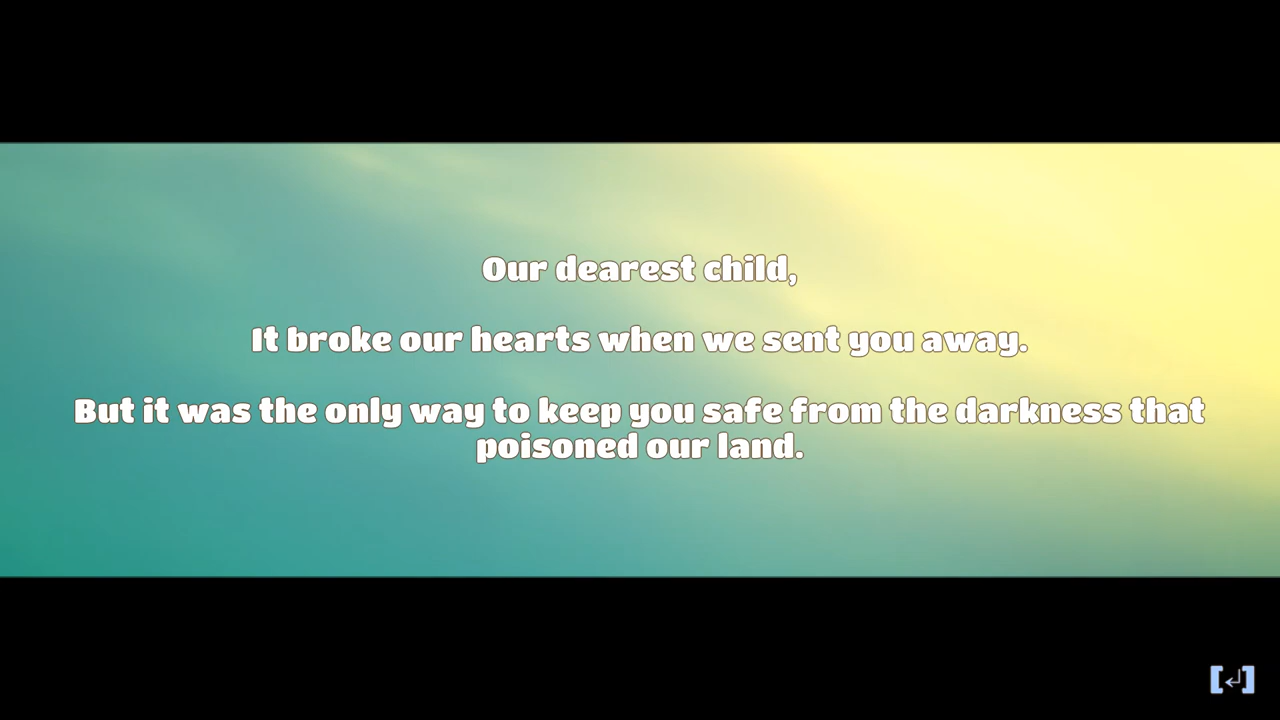 Our dearest child,
It broke our hearts when we sent you away.
But it was the only way to keep you safe from the darkness that
poisoned our land.
[↵]